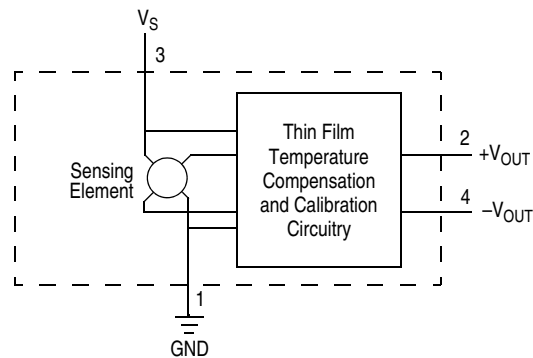 VS
3
Sensing
Element
Thin Film
Temperature
Compensation
and Calibration
Circuitry
2
+VOUT
4
–VOUT
1
GND